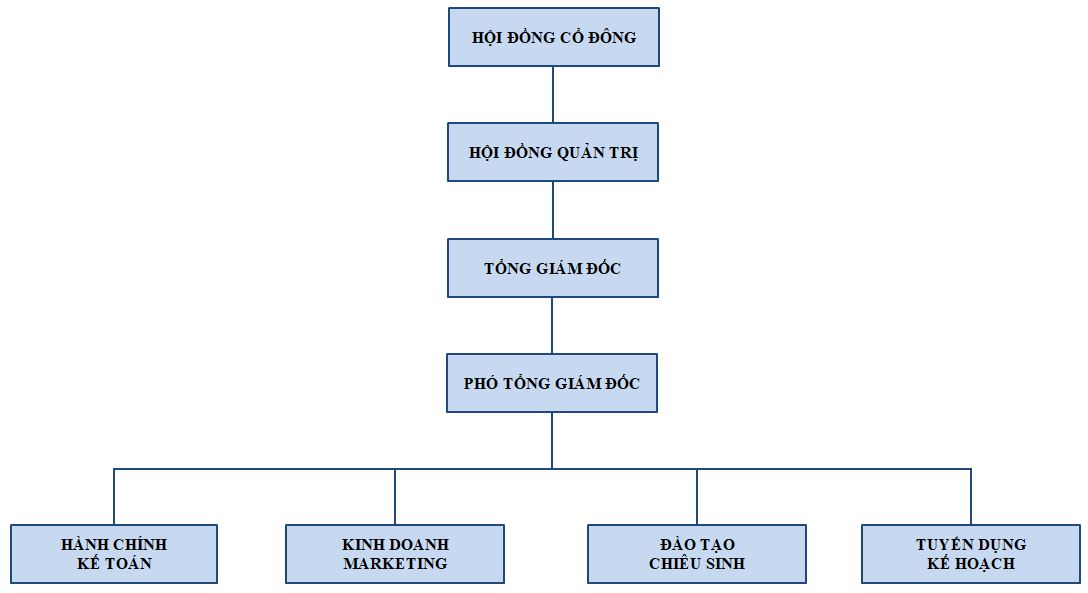 HỘI ĐỒNG CỔ ĐÔNG
HỘI ĐỒNG QUẢN TRỊ
TỔNG GIÁM ĐỐC
PHÓ TỔNG GIÁM ĐỐC
HÀNH CHÍNH
KẾ TOÁN
KINH DOANH
MARKETING
ĐÀO TẠO
CHIÊU SINH
TUYỂN DỤNG
KẾ HOẠCH